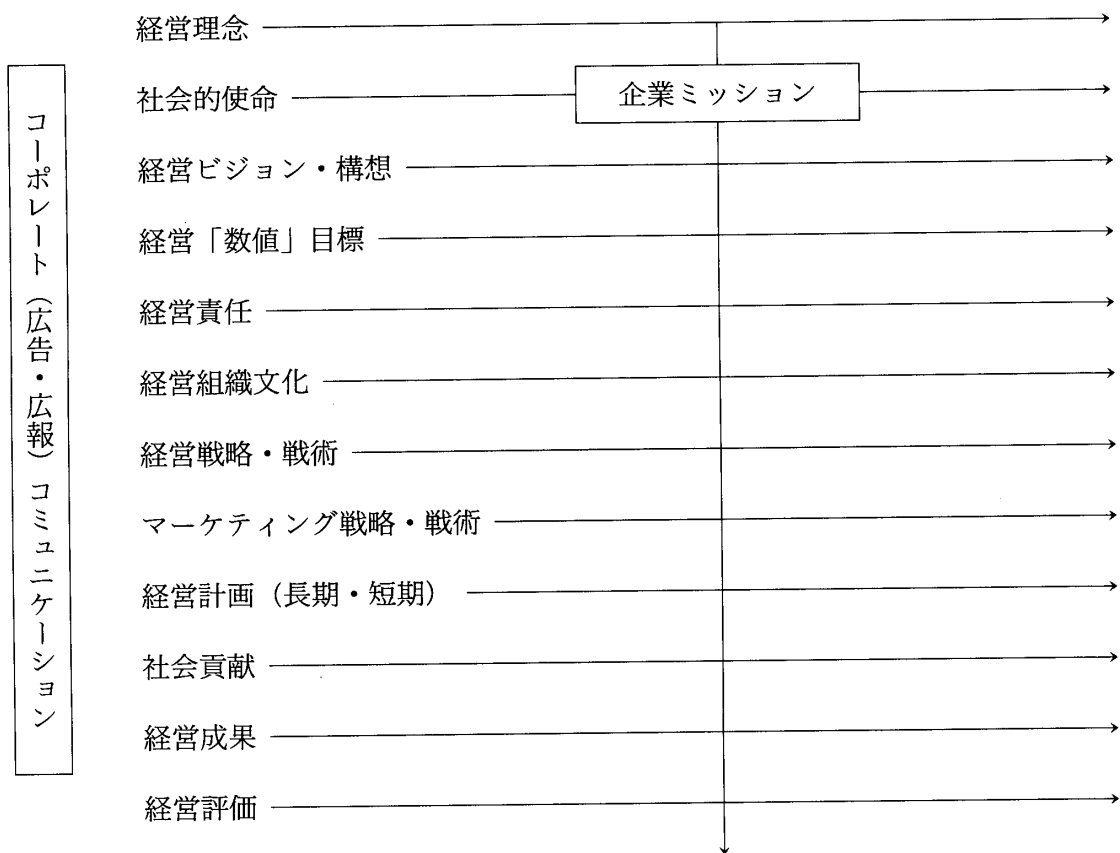 経営理念
社会的使命
企業ミッション
経営ビジョン・構想
経営「数値」目標
経営責任
経営組織文化
経営戦略・戦術
マーケティング戦略・戦術
経営計画(長期・短期)
社会貢献
経営成果
経営評価
コーポレート(広告・広報)コミュニケーション